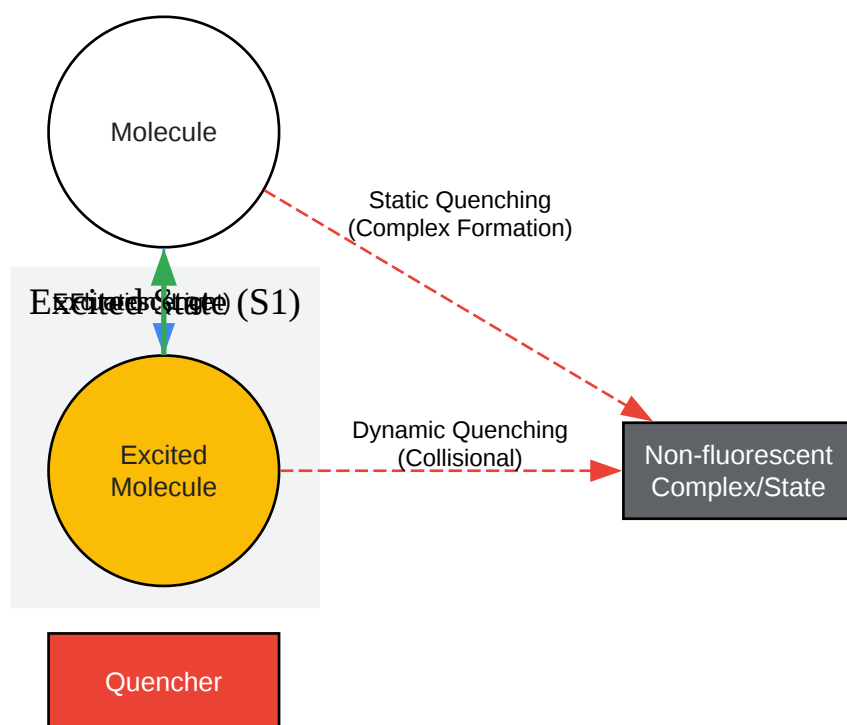 Molecule
Static Quenching
(Complex Formation)
Excited State (S1)
Dynamic Quenching
(Collisional)
Excited
Molecule
Non-fluorescent
Complex/State
Quencher